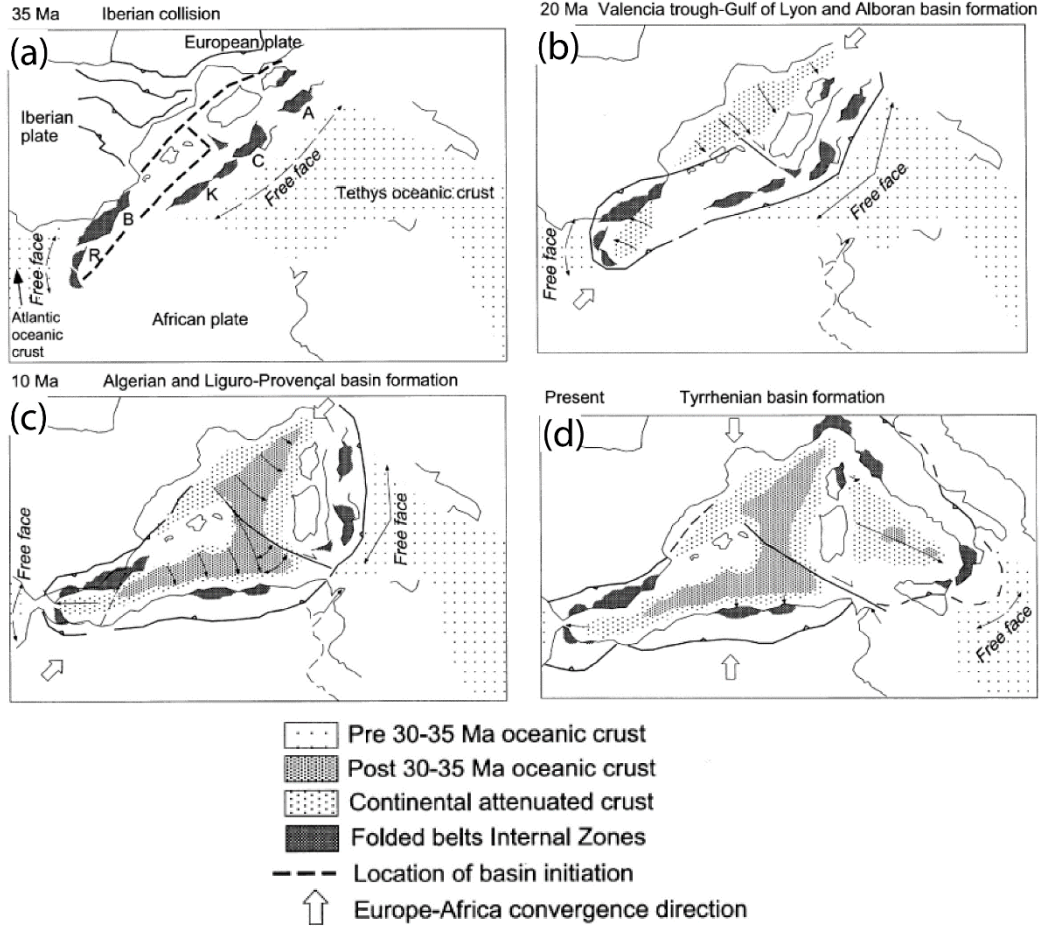 35 Ma Iberian collision
(a)
European plate
Iberian plate
A
C
K
B
R
Free face
Tethys oceanic crust
Free face
Atlantic oceanic crust
African plate
20 Ma Valencia trough-Gulf of Lyon and Alboran basin formation
(b)
Free face
Free face
10 Ma Algerian and Liguro-Provençal basin formation
(c)
Free face
Free face
Present Tyrrhenian basin formation
(d)
Free face
Pre 30-35 Ma oceanic crust
Post 30-35 Ma oceanic crust
Continental attenuated crust
Folded belts Internal Zones
Location of basin initiation
Europe-Africa convergence direction